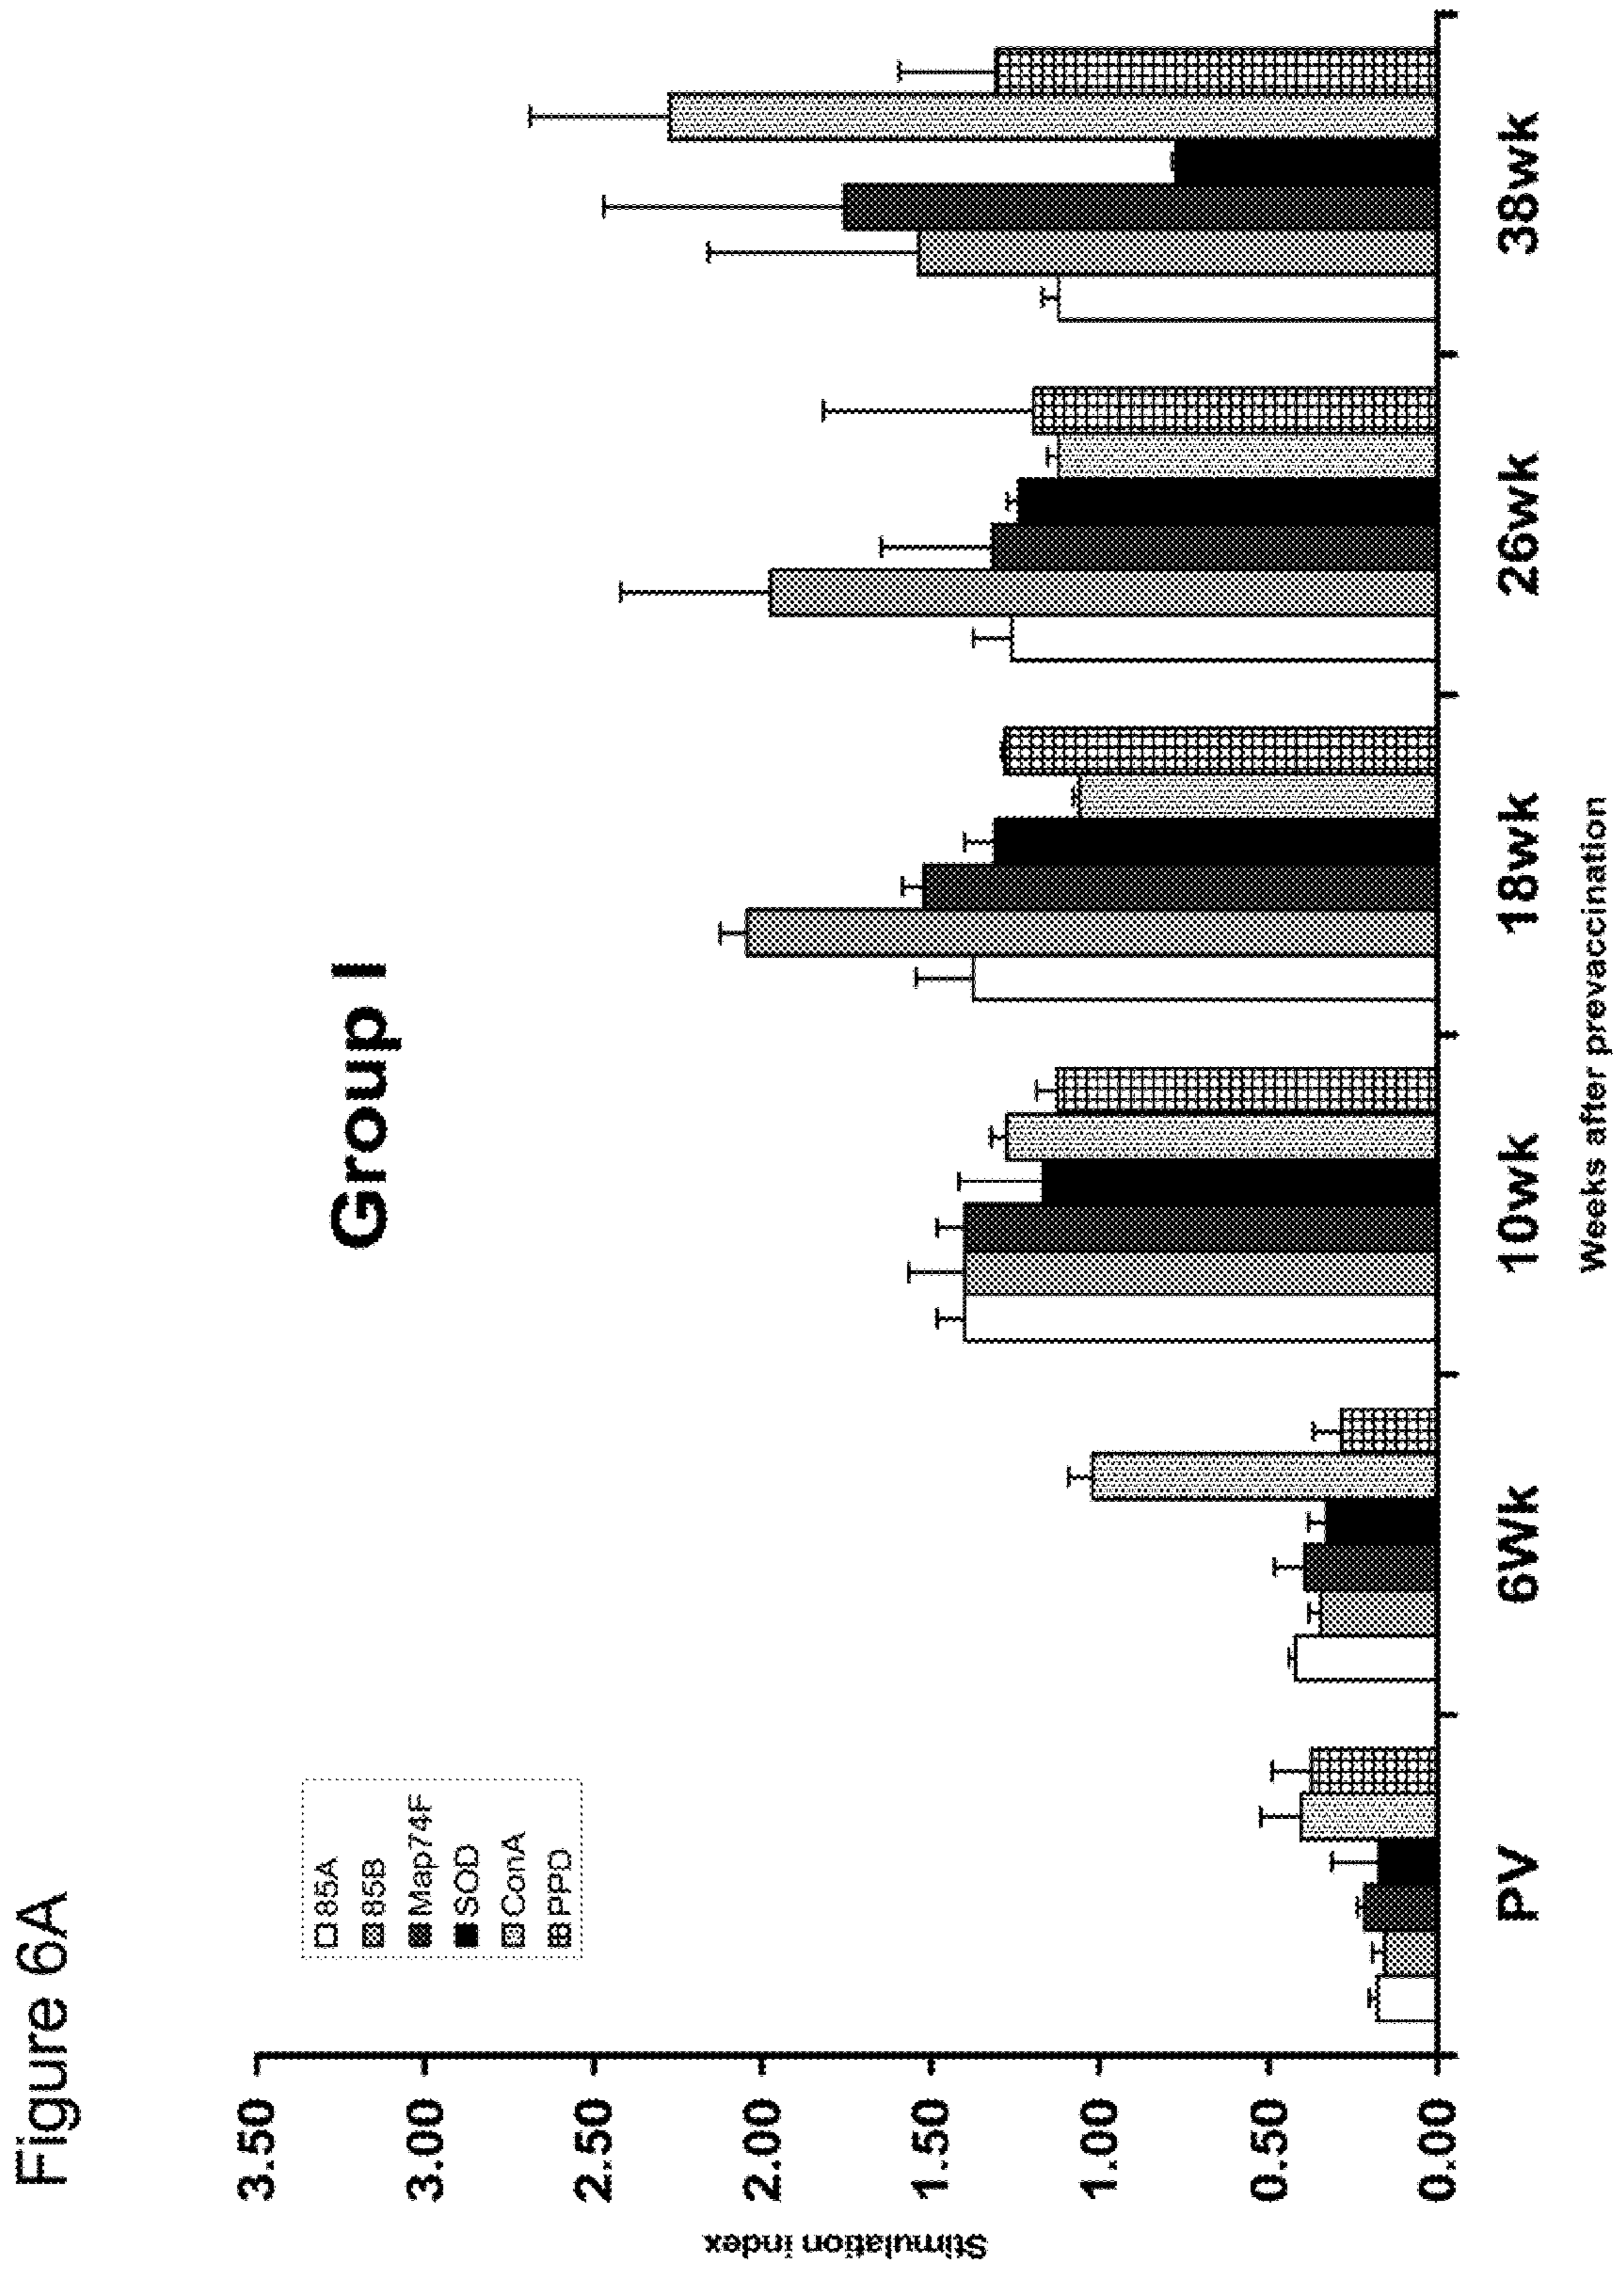 Figure 6A
Group I
85A
85B
Map74F
SOD
ConA
PPD
Stimulation index
3.50
3.00
2.50
2.00
1.50
1.00
0.50
0.00
PV
6Wk
10wk
18wk
26wk
38wk
Weeks after prevaccination